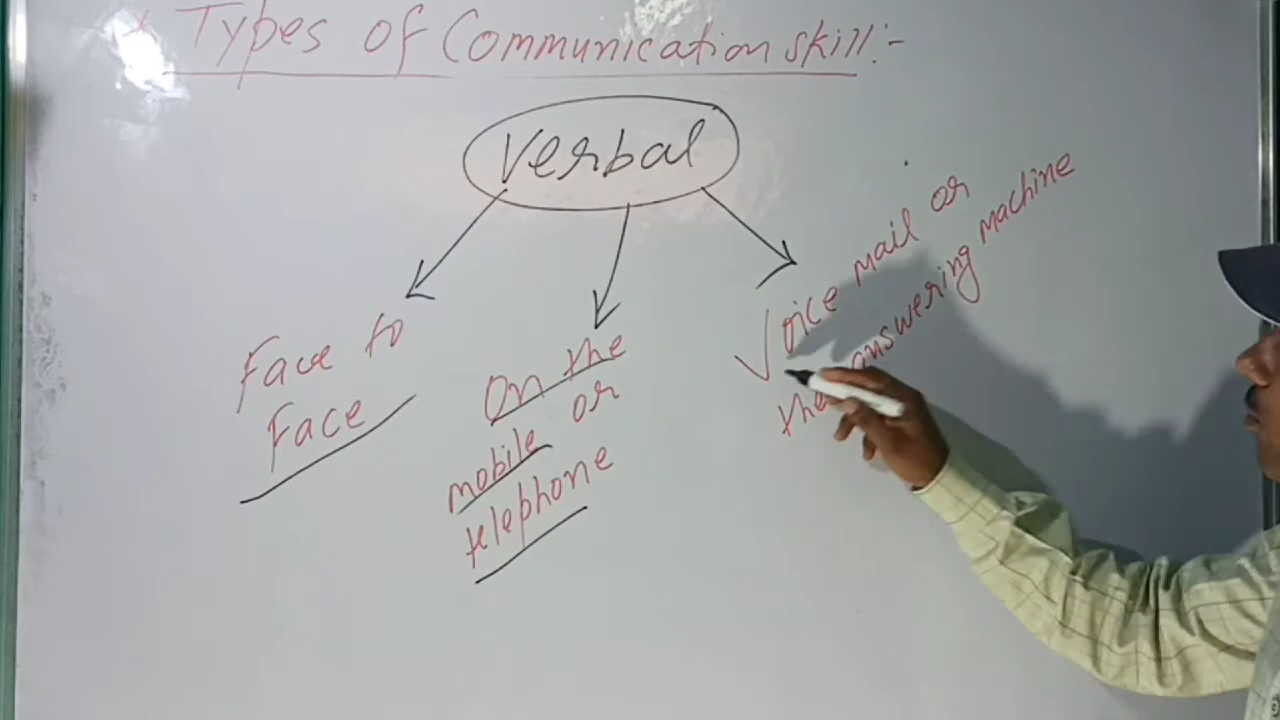 * Types of Communication skill:-
Verbal
Face to
Face
On the
mobile or
telephone
Voice mail or
the answering machine